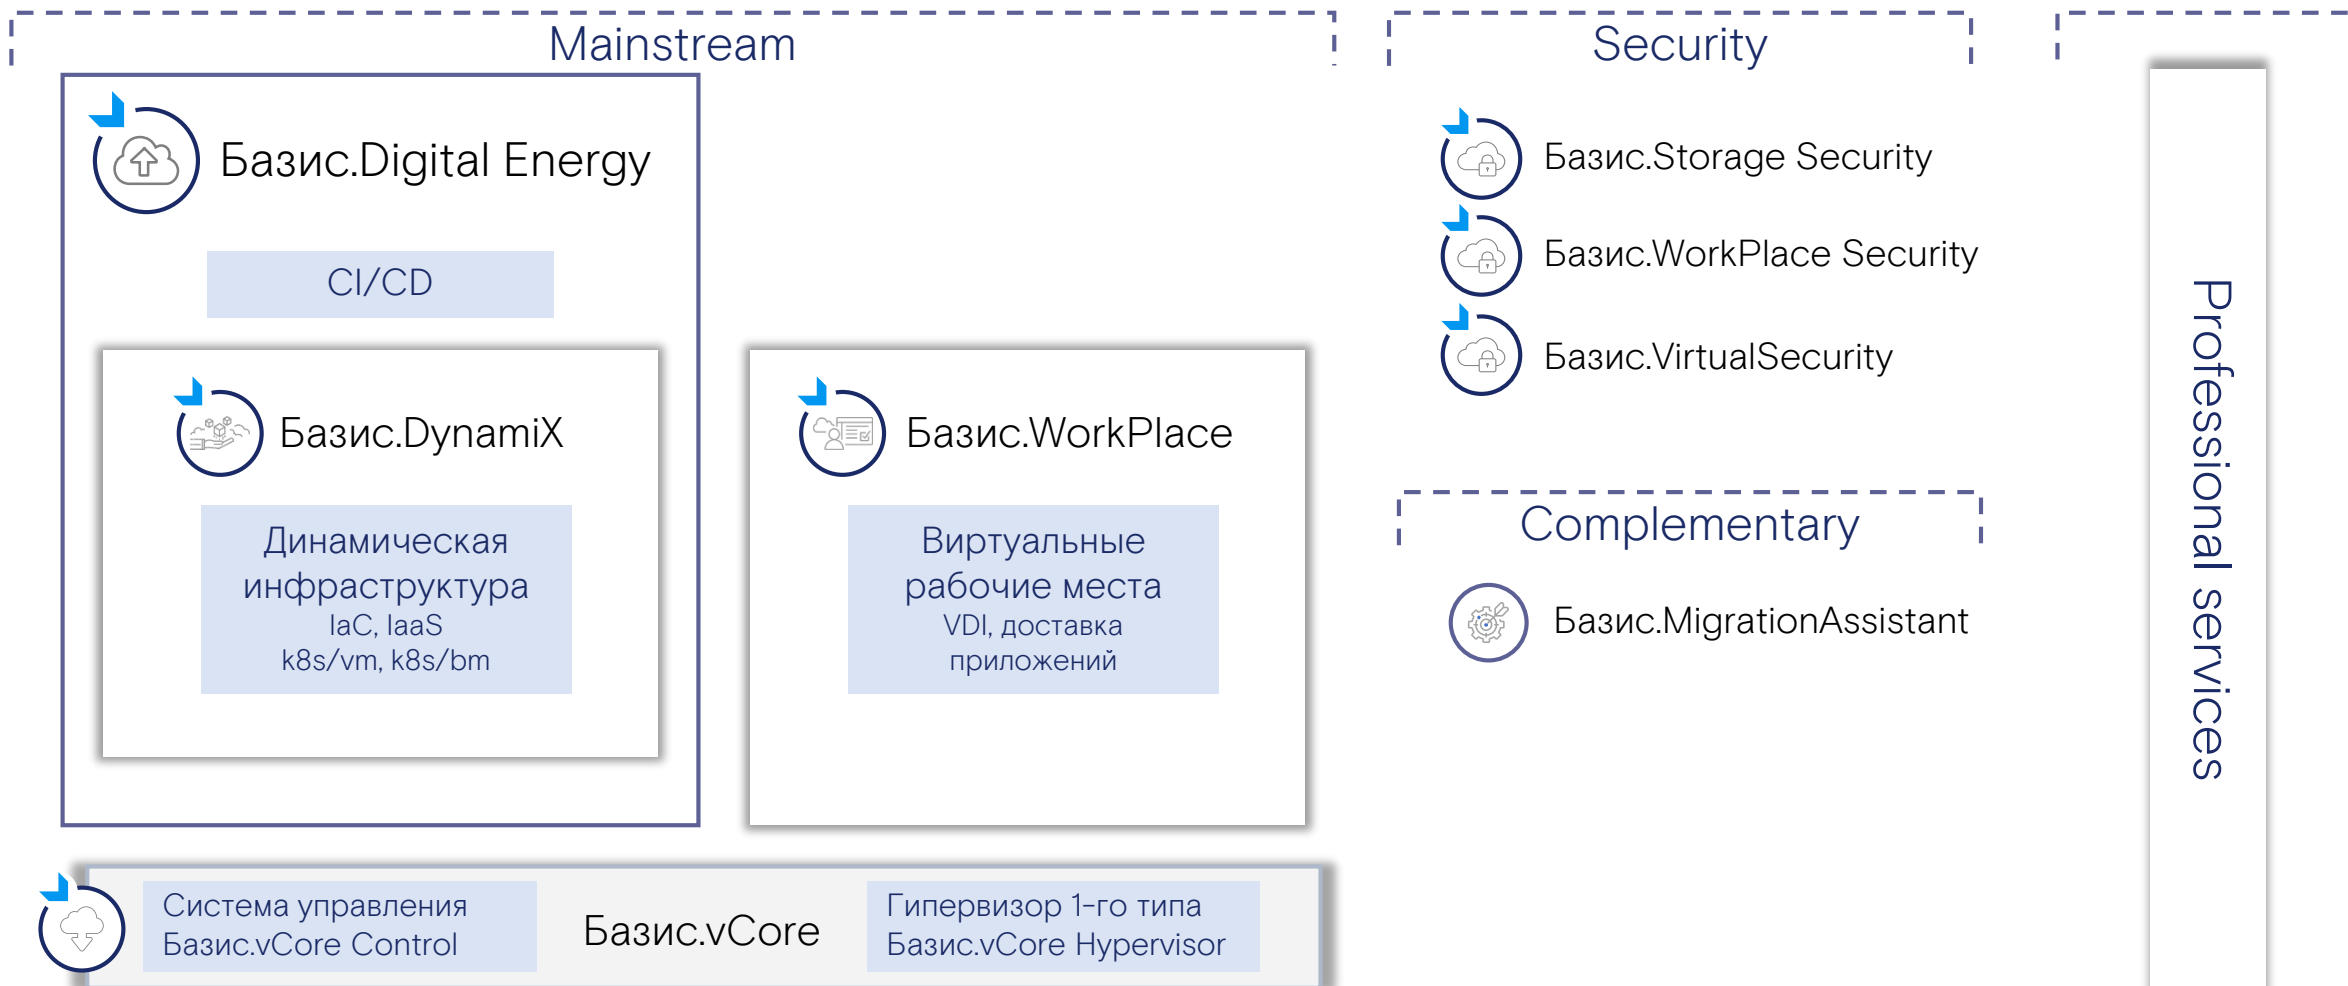 Mainstream
Базис.Digital Energy
CI/CD
Базис.DynamiX
Динамическая
инфраструктура
IaC, IaaS
k8s/vm, k8s/bm
Базис.WorkPlace
Виртуальные
рабочие места
VDI, доставка
приложений
Система управления
Базис.vCore Control
Базис.vCore
Гипервизор 1-го типа
Базис.vCore Hypervisor
Security
Базис.Storage Security
Базис.WorkPlace Security
Базис.VirtualSecurity
Complementary
Базис.MigrationAssistant
Professional services